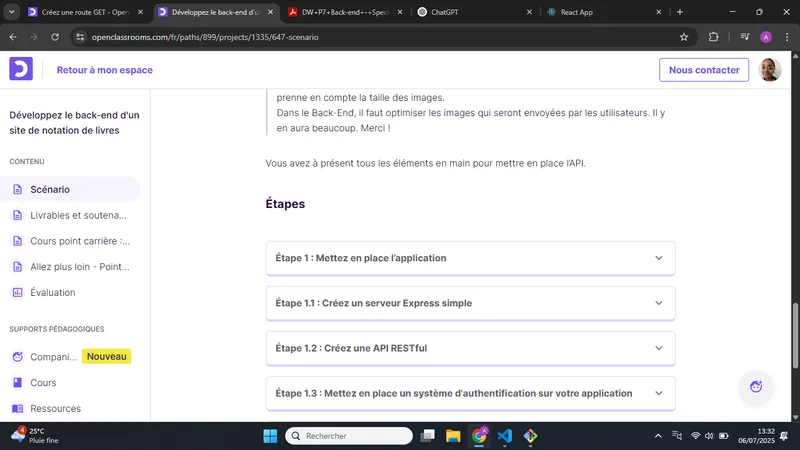 Créez une route GET - Openc
Développez le back-end d'un
DW+P7+Back-end+-+Spéc
ChatGPT
React App
openclassrooms.com/fr/paths/899/projects/1335/647-scenario
A
Retour à mon espace
Nous contacter
Développez le back-end d'un
site de notation de livres
CONTENU
Scénario
Livrables et soutena...
Cours point carrière :...
Allez plus loin - Point...
Évaluation
SUPPORTS PÉDAGOGIQUES
Compani... Nouveau
Cours
Ressources
prenne en compte la taille des images.
Dans le Back-End, il faut optimiser les images qui seront envoyées par les utilisateurs. Il y
en aura beaucoup. Merci !
Vous avez à présent tous les éléments en main pour mettre en place l'API.
Étapes
Étape 1 : Mettez en place l'application
Étape 1.1 : Créez un serveur Express simple
Étape 1.2 : Créez une API RESTful
Étape 1.3 : Mettez en place un système d'authentification sur votre application
4
25°C
Pluie fine
Rechercher
A
13:32
06/07/2025